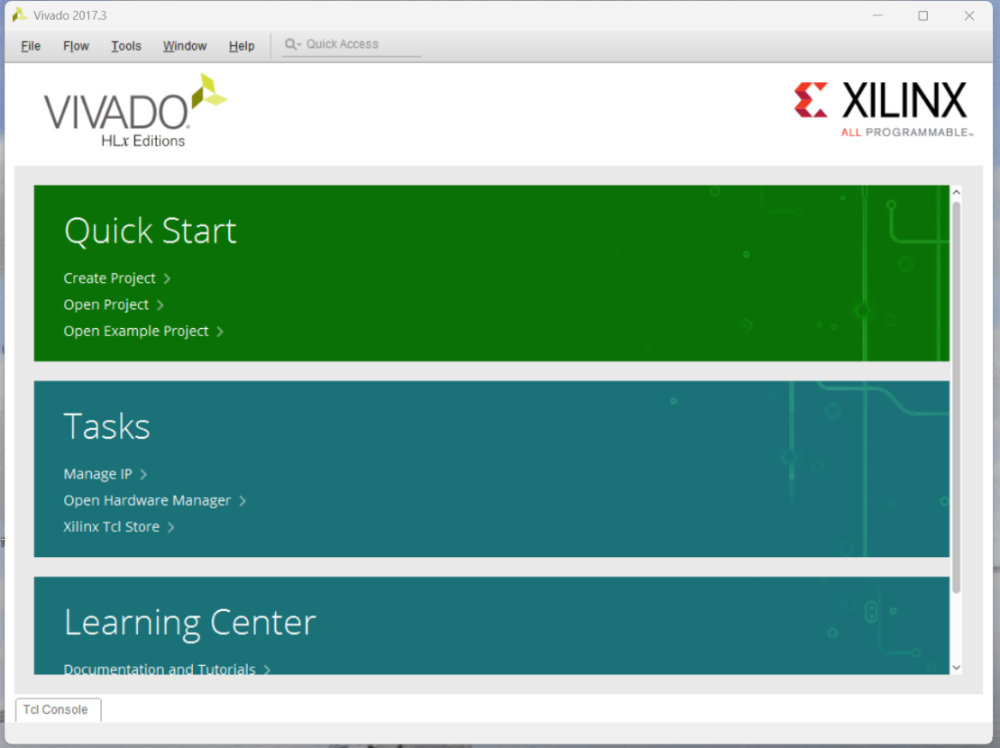 Vivado 2017.3
File Flow Tools Window Help Quick Access
VIVADO.
HLx Editions
XILINX
ALL PROGRAMMABLE™
Quick Start
Create Project >
Open Project >
Open Example Project >
Tasks
Manage IP >
Open Hardware Manager >
Xilinx Tcl Store >
Learning Center
Documentation and Tutorials >
Tcl Console